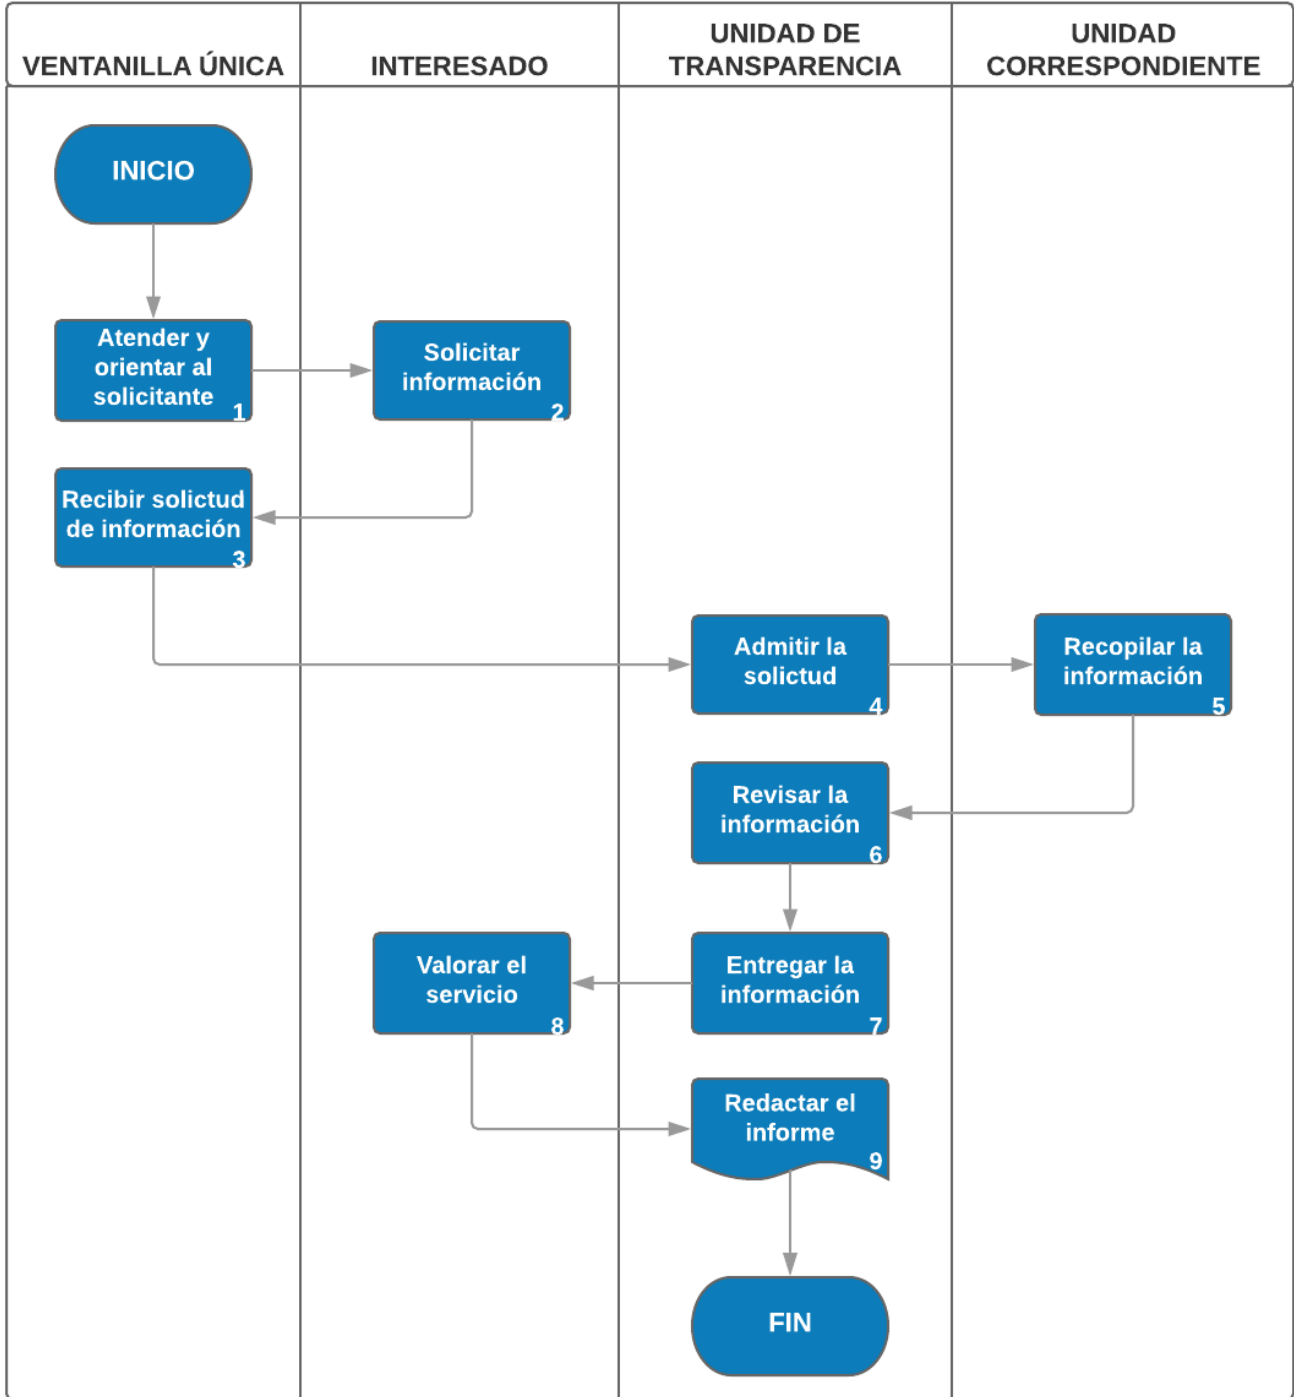 VENTANILLA ÚNICA
INTERESADO
UNIDAD DE
TRANSPARENCIA
UNIDAD
CORRESPONDIENTE
INICIO
Atender y
orientar al
solicitante
1
Solicitar
información
2
Recibir solictud
de información
3
Admitir la
solictud
4
Recopilar la
información
5
Revisar la
información
6
Entregar la
información
7
Valorar el
servicio
8
Redactar el
informe
9
FIN